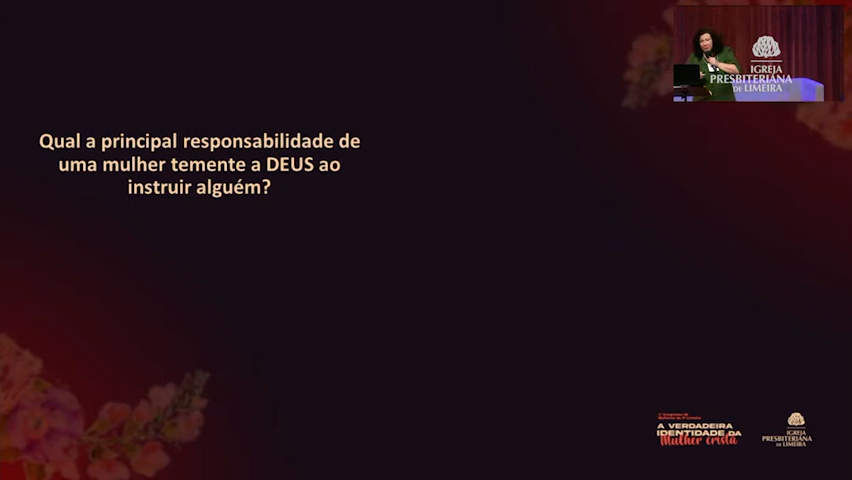 IGREJA
PRESBITERIANA
DE LIMEIRA
Qual a principal responsabilidade de
uma mulher temente a DEUS ao
instruir alguém?
A VERDADEIRA
IDENTIDADE DA
Mulher cristã
IGREJA
PRESBITERIANA
DE LIMEIRA